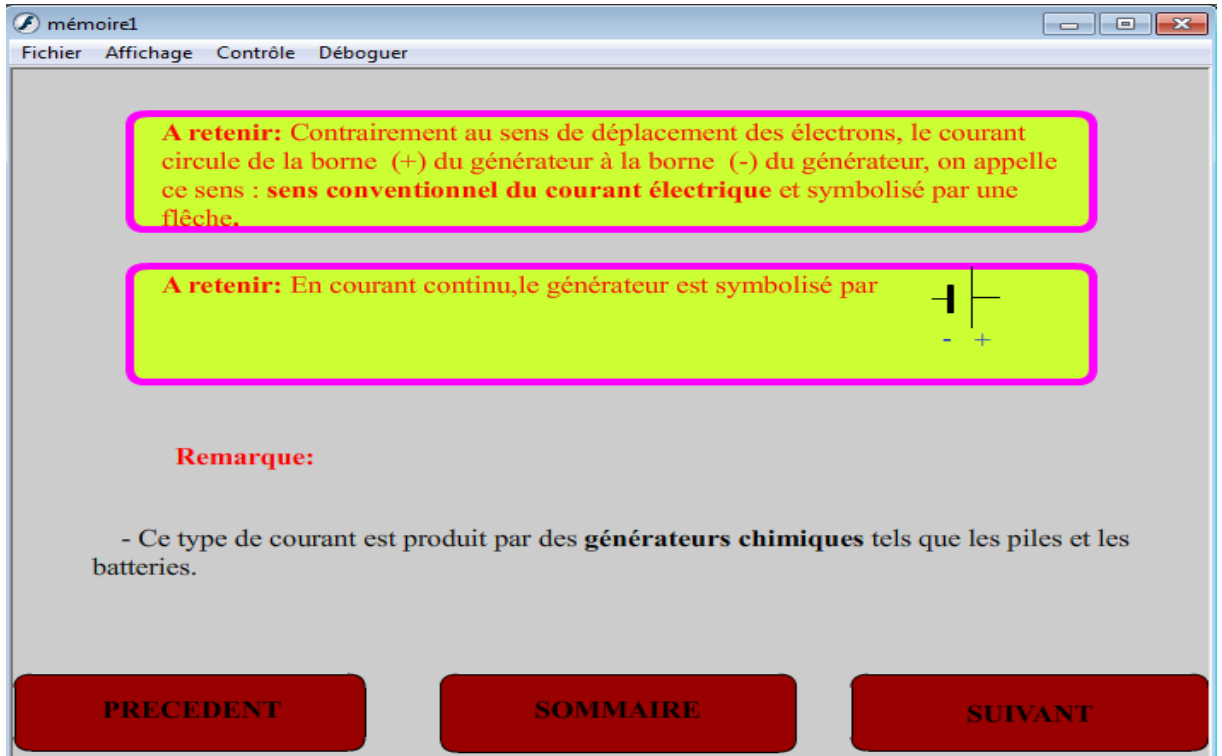 mémoire1
Fichier Affichage Contrôle Déboguer
A retenir: Contrairement au sens de déplacement des électrons, le courant
circule de la borne (+) du générateur à la borne (-) du générateur, on appelle
ce sens : sens conventionnel du courant électrique et symbolisé par une
flêche.
A retenir: En courant continu,le générateur est symbolisé par
- +
Remarque:
- Ce type de courant est produit par des générateurs chimiques tels que les piles et les
batteries.
PRECEDENT SOMMAIRE SUIVANT